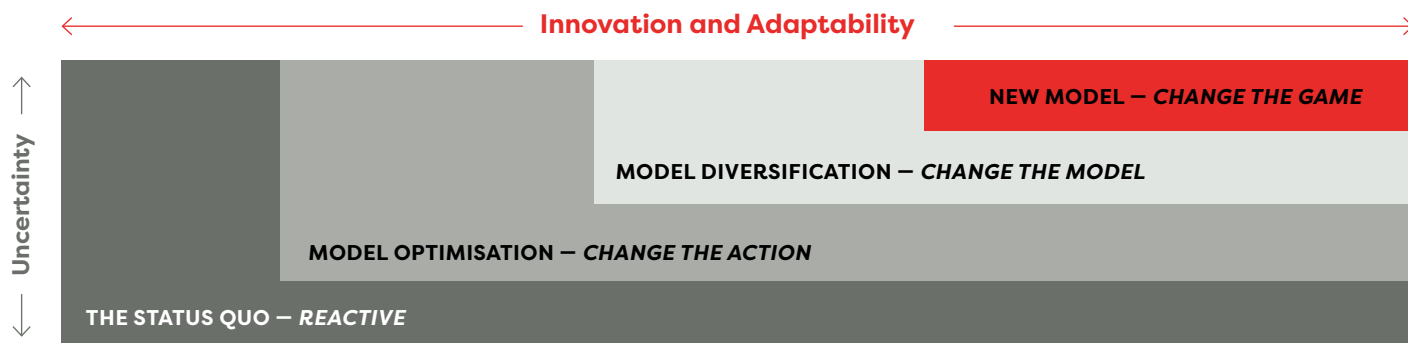 Innovation and Adaptability
Uncertainty
NEW MODEL — CHANGE THE GAME
MODEL DIVERSIFICATION — CHANGE THE MODEL
MODEL OPTIMISATION — CHANGE THE ACTION
THE STATUS QUO — REACTIVE